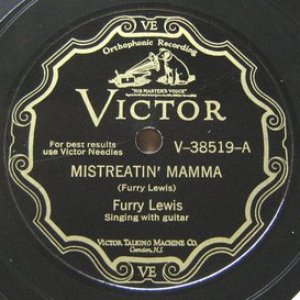 VE
Orthophonic Recording
"HIS MASTER'S VOICE"
VICTOR
For best results
use Victor Needles
V-38519-A
MISTREATIN' MAMMA
(Furry Lewis)
Furry Lewis
Singing with guitar
VICTOR TALKING MACHINE CO.
Camden, N.J.
VE